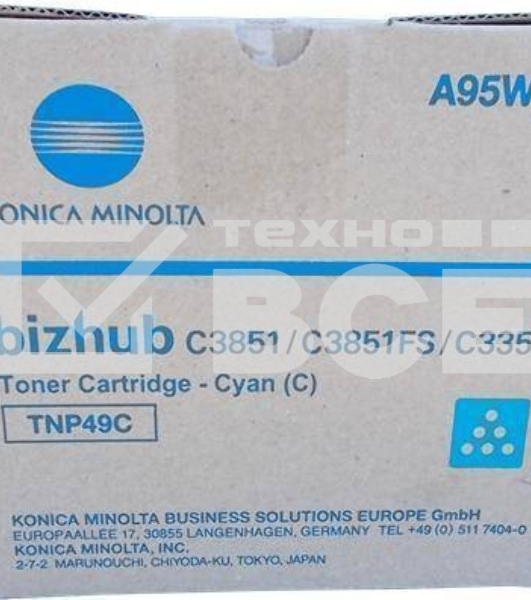 A95W
ONICA MINOLTA
ТЕХНО
ВСЕ
bizhub C3851/C3851FS/C335
Toner Cartridge - Cyan (C)
TNP49C
KONICA MINOLTA BUSINESS SOLUTIONS EUROPE GmbH
EUROPAALLEE 17, 30855 LANGENHAGEN, GERMANY TEL +49 (0) 511 7404-0
KONICA MINOLTA, INC.
2-7-2 MARUNOUCHI, CHIYODA-KU, TOKYO, JAPAN